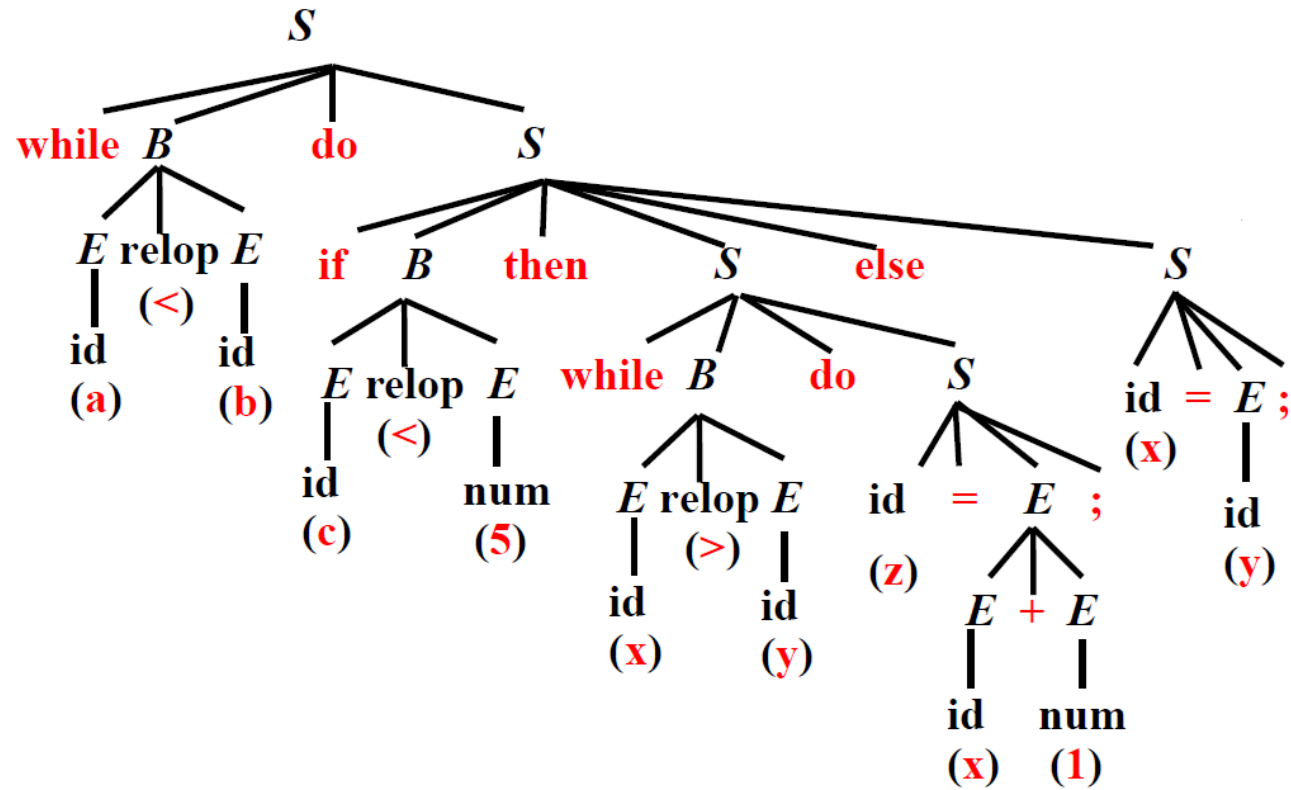 S
while B do S
E relop E if B then S else S
(<)
id id
(a) (b)
E relop E while B do S id = E ;
(<) (x)
id num E relop E id = E ; id
(c) (5) (>) (z) (y)
id id E + E
(x) (y)
id num
(x) (1)